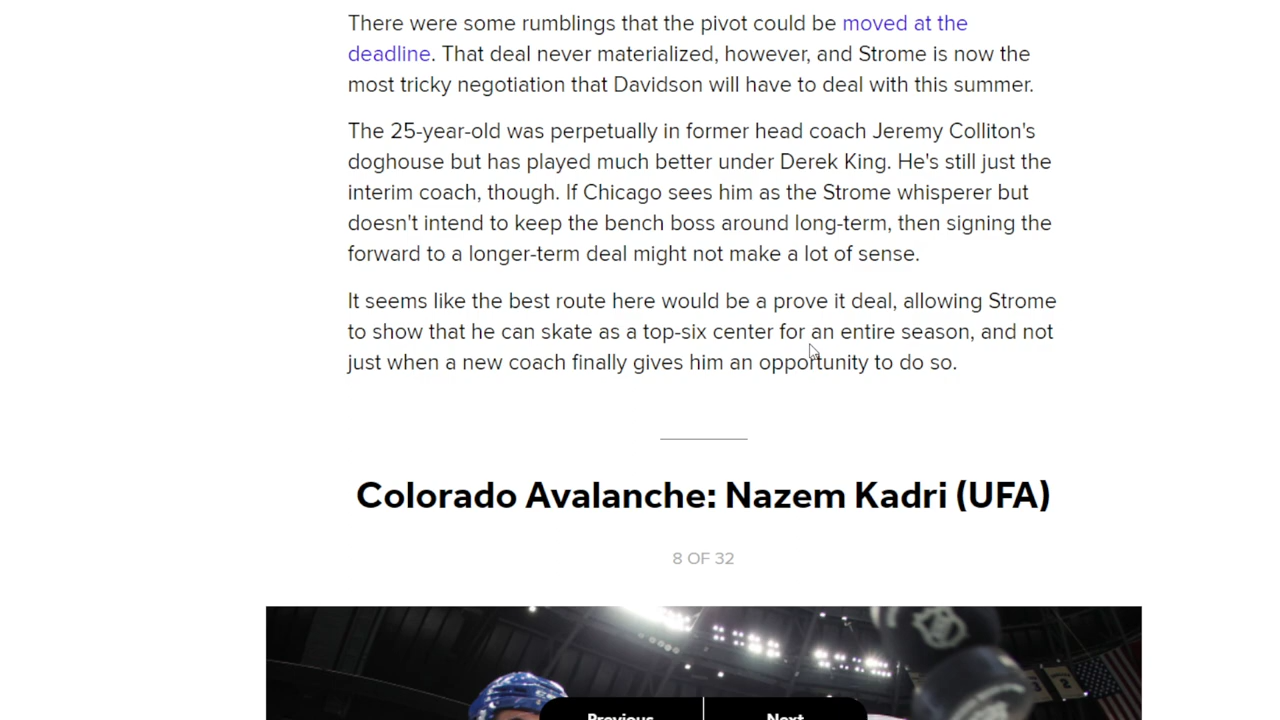 There were some rumblings that the pivot could be moved at the
deadline. That deal never materialized, however, and Strome is now the
most tricky negotiation that Davidson will have to deal with this summer.
The 25-year-old was perpetually in former head coach Jeremy Colliton's
doghouse but has played much better under Derek King. He's still just the
interim coach, though. If Chicago sees him as the Strome whisperer but
doesn't intend to keep the bench boss around long-term, then signing the
forward to a longer-term deal might not make a lot of sense.
It seems like the best route here would be a prove it deal, allowing Strome
to show that he can skate as a top-six center for an entire season, and not
just when a new coach finally gives him an opportunity to do so.
Colorado Avalanche: Nazem Kadri (UFA)
8 OF 32
Previous
Next